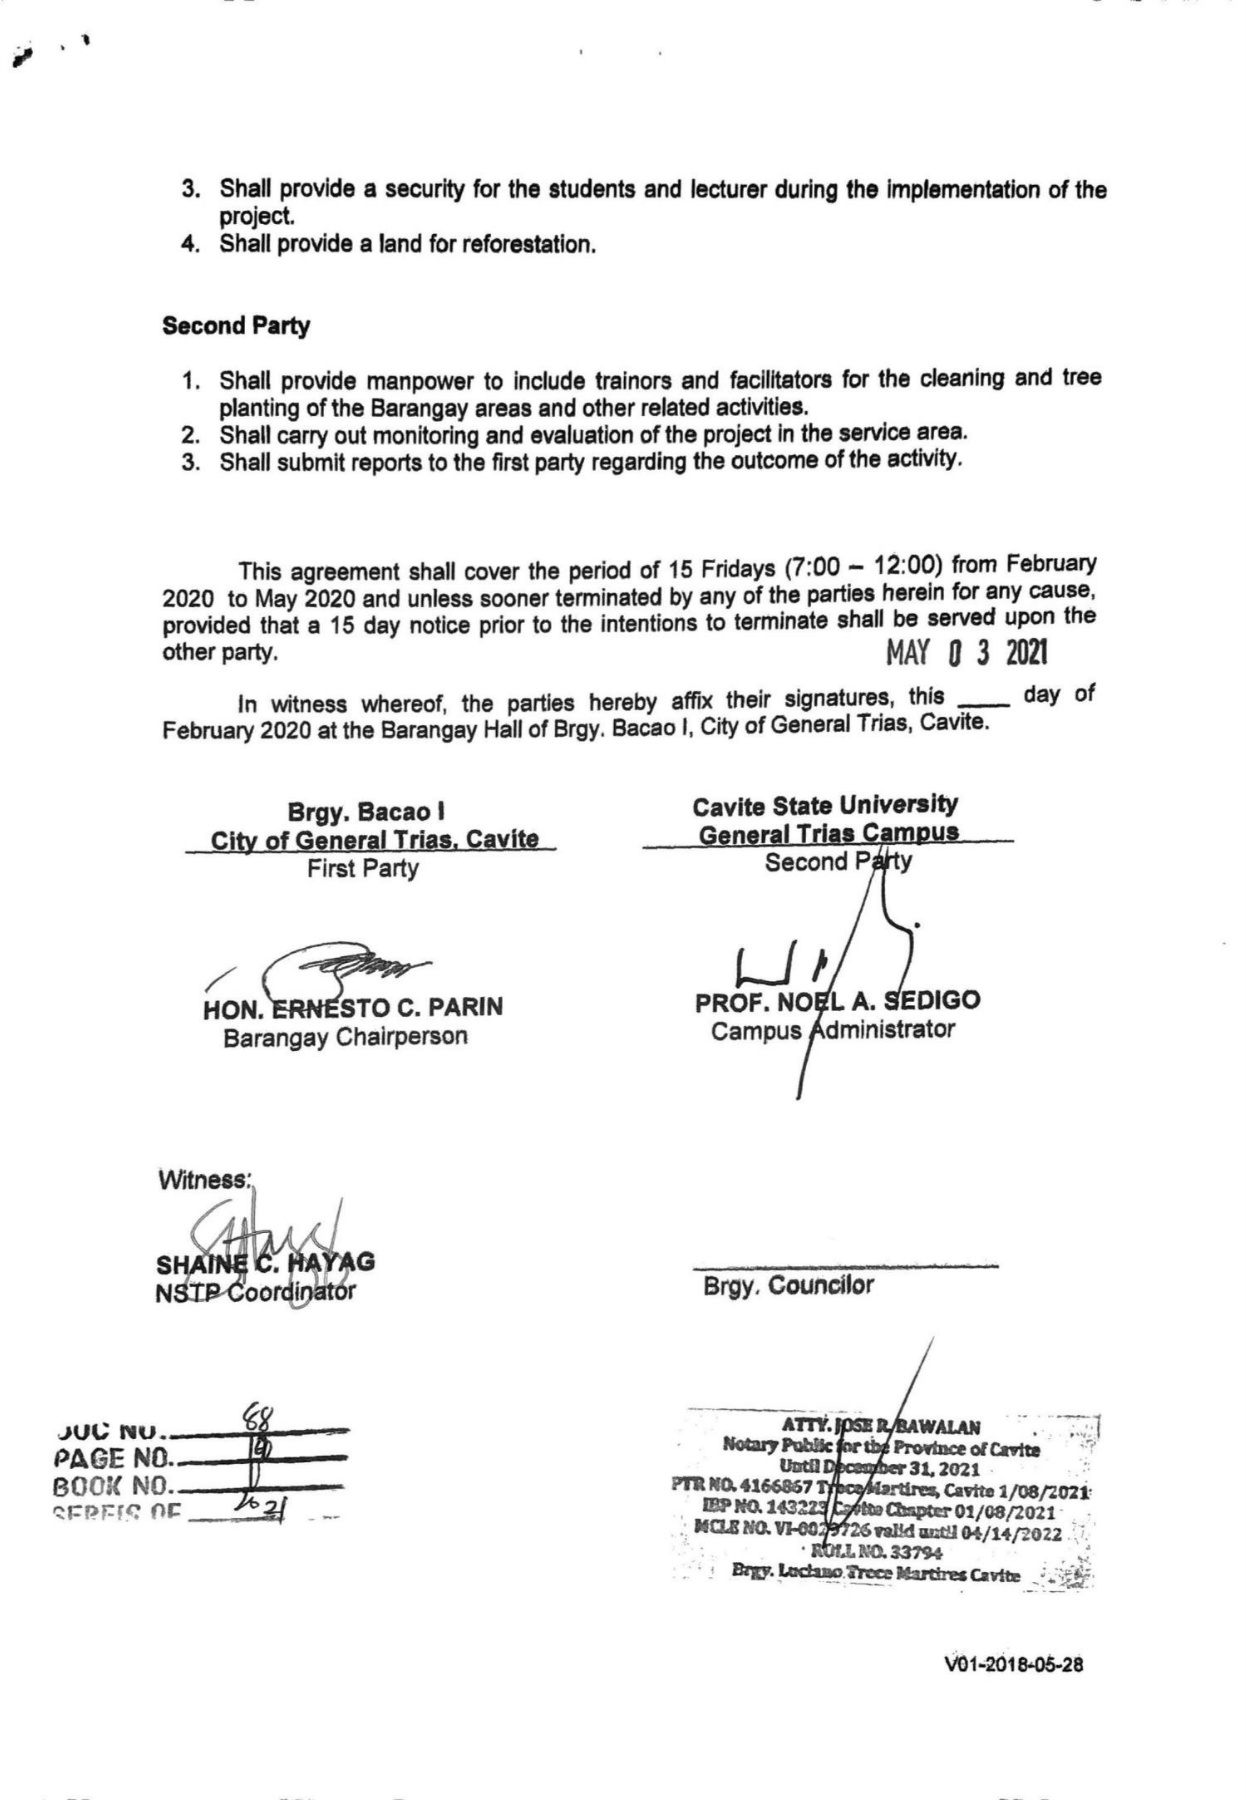 3. Shall provide a security for the students and lecturer during the implementation of the
project.
4. Shall provide a land for reforestation.
Second Party
1. Shall provide manpower to include trainors and facilitators for the cleaning and tree
planting of the Barangay areas and other related activities.
2. Shall carry out monitoring and evaluation of the project in the service area.
3. Shall submit reports to the first party regarding the outcome of the activity.
This agreement shall cover the period of 15 Fridays (7:00 – 12:00) from February
2020 to May 2020 and unless sooner terminated by any of the parties herein for any cause,
provided that a 15 day notice prior to the intentions to terminate shall be served upon the
other party.
MAY 03 2021
In witness whereof, the parties hereby affix their signatures, this ____ day of
February 2020 at the Barangay Hall of Brgy. Bacao I, City of General Trias, Cavite.
Brgy. Bacao I
City of General Trias, Cavite
First Party
Cavite State University
General Trias Campus
Second Party
HON. ERNESTO C. PARIN
Barangay Chairperson
PROF. NOEL A. SEDIGO
Campus Administrator
Witness:
SHAINE C. HAYAG
NSTP Coordinator
Brgy. Councilor
DOC NO. 88
PAGE NO. 19
BOOK NO.
SEREIS OF 2021
ATTY. JOSE R. BAWALAN
Notary Public for the Province of Cavite
Until December 31, 2021
PTR NO. 4166867 Trece Martires, Cavite 1/08/2021
IBP NO. 143223 Cavite Chapter 01/08/2021
MCLE NO. VI-0029726 valid until 04/14/2022
ROLL NO. 33794
Brgy. Luciano Trece Martires Cavite
V01-2018-05-28